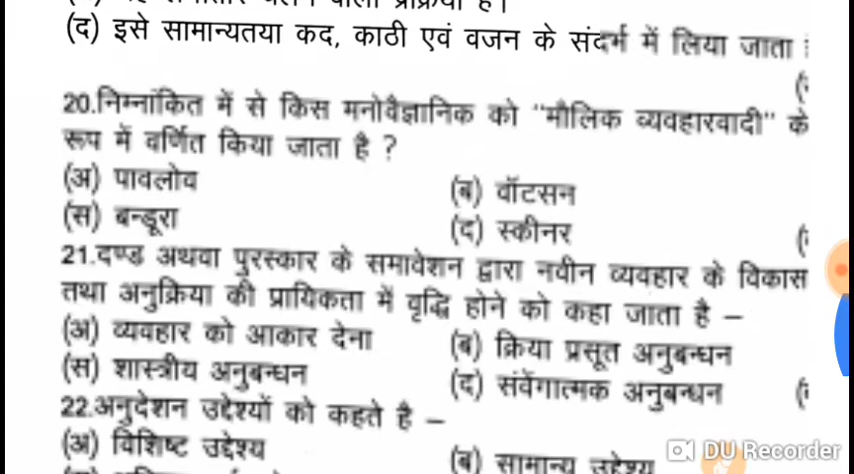 (द) इसे सामान्यतया कद, काठी एवं वजन के संदर्भ में लिया जाता
20.निम्नांकित में से किस मनोवैज्ञानिक को "मौलिक व्यवहारवादी" के
रूप में वर्णित किया जाता है ?
(अ) पावलोव (ब) वॉटसन
(स) बन्डूरा (द) स्कीनर
21.दण्ड अथवा पुरस्कार के समावेशन द्वारा नवीन व्यवहार के विकास
तथा अनुक्रिया की प्रायिकता में वृद्धि होने को कहा जाता है –
(अ) व्यवहार को आकार देना (ब) क्रिया प्रसूत अनुबन्धन
(स) शास्त्रीय अनुबन्धन (द) संवेंगात्मक अनुबन्धन
22.अनुदेशन उद्देश्यों को कहते है –
(अ) विशिष्ट उद्देश्य (ब) सामान्य उद्देश्य
DU Recorder